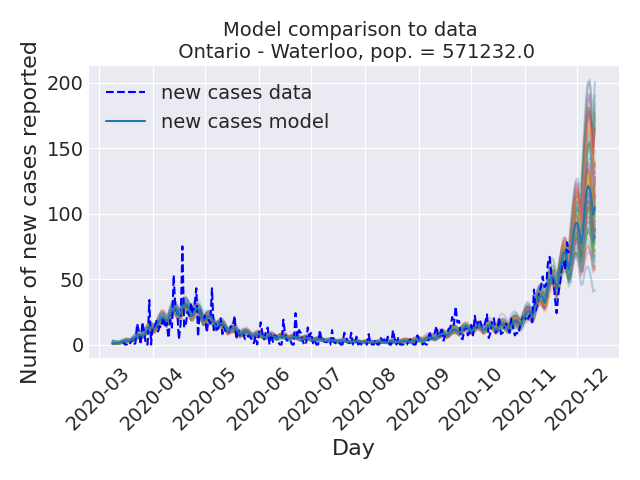 Model comparison to data
Ontario - Waterloo, pop. = 571232.0
Number of new cases reported
200
150
100
50
0
new cases data
new cases model
2020-03
2020-04
2020-05
2020-06
2020-07
2020-08
2020-09
2020-10
2020-11
2020-12
Day